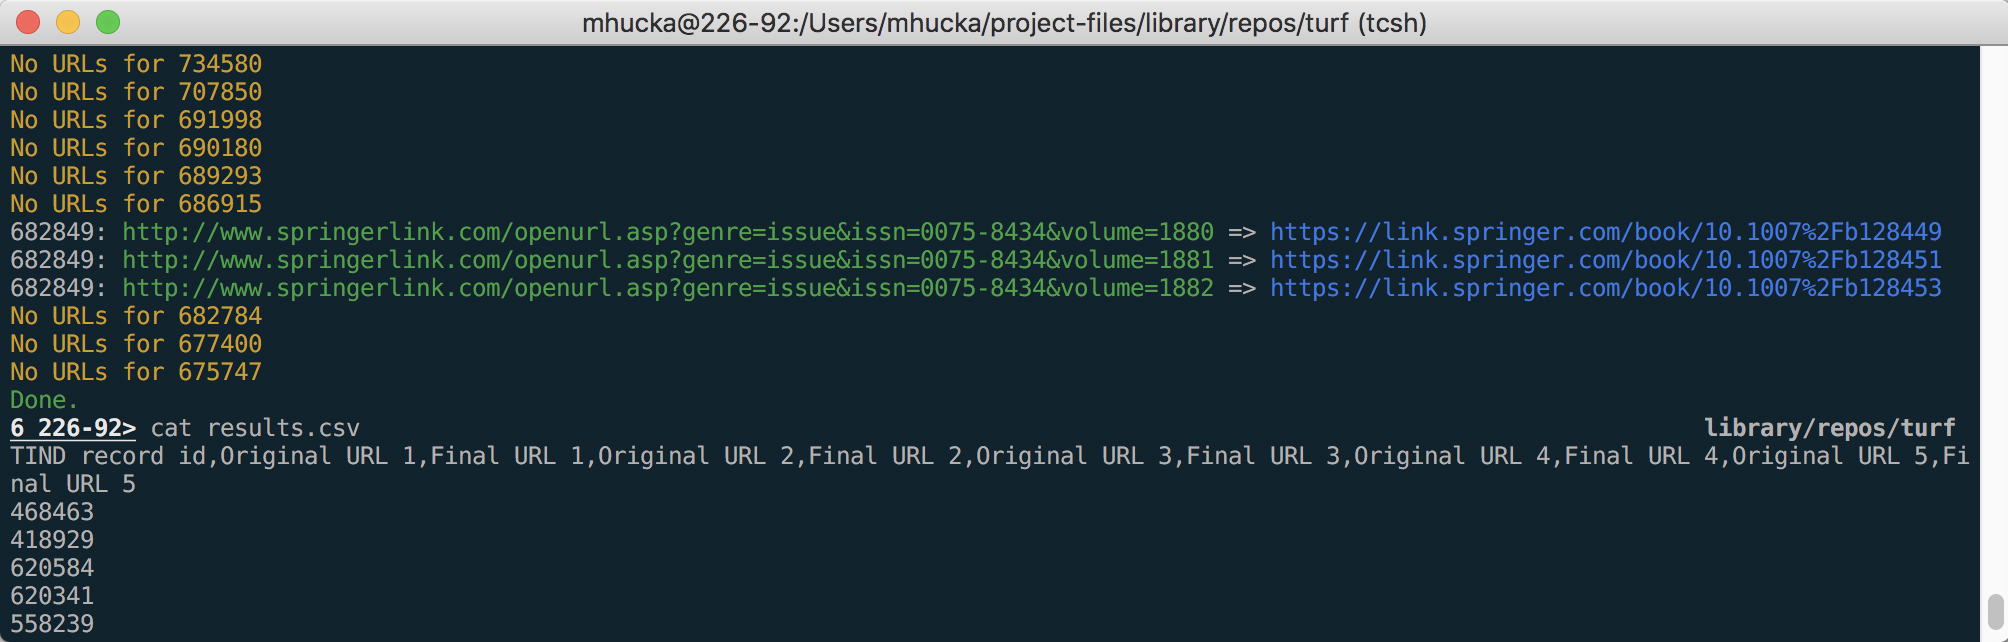 mhucka@226-92:/Users/mhucka/project-files/library/repos/turf (tcsh)
No URLs for 734580
No URLs for 707850
No URLs for 691998
No URLs for 690180
No URLs for 689293
No URLs for 686915
682849: http://www.springerlink.com/openurl.asp?genre=issue&issn=0075-8434&volume=1880 => https://link.springer.com/book/10.1007%2Fb128449
682849: http://www.springerlink.com/openurl.asp?genre=issue&issn=0075-8434&volume=1881 => https://link.springer.com/book/10.1007%2Fb128451
682849: http://www.springerlink.com/openurl.asp?genre=issue&issn=0075-8434&volume=1882 => https://link.springer.com/book/10.1007%2Fb128453
No URLs for 682784
No URLs for 677400
No URLs for 675747
Done.
6 226-92> cat results.csv library/repos/turf
TIND record id,Original URL 1,Final URL 1,Original URL 2,Final URL 2,Original URL 3,Final URL 3,Original URL 4,Final URL 4,Original URL 5,Fi
nal URL 5
468463
418929
620584
620341
558239